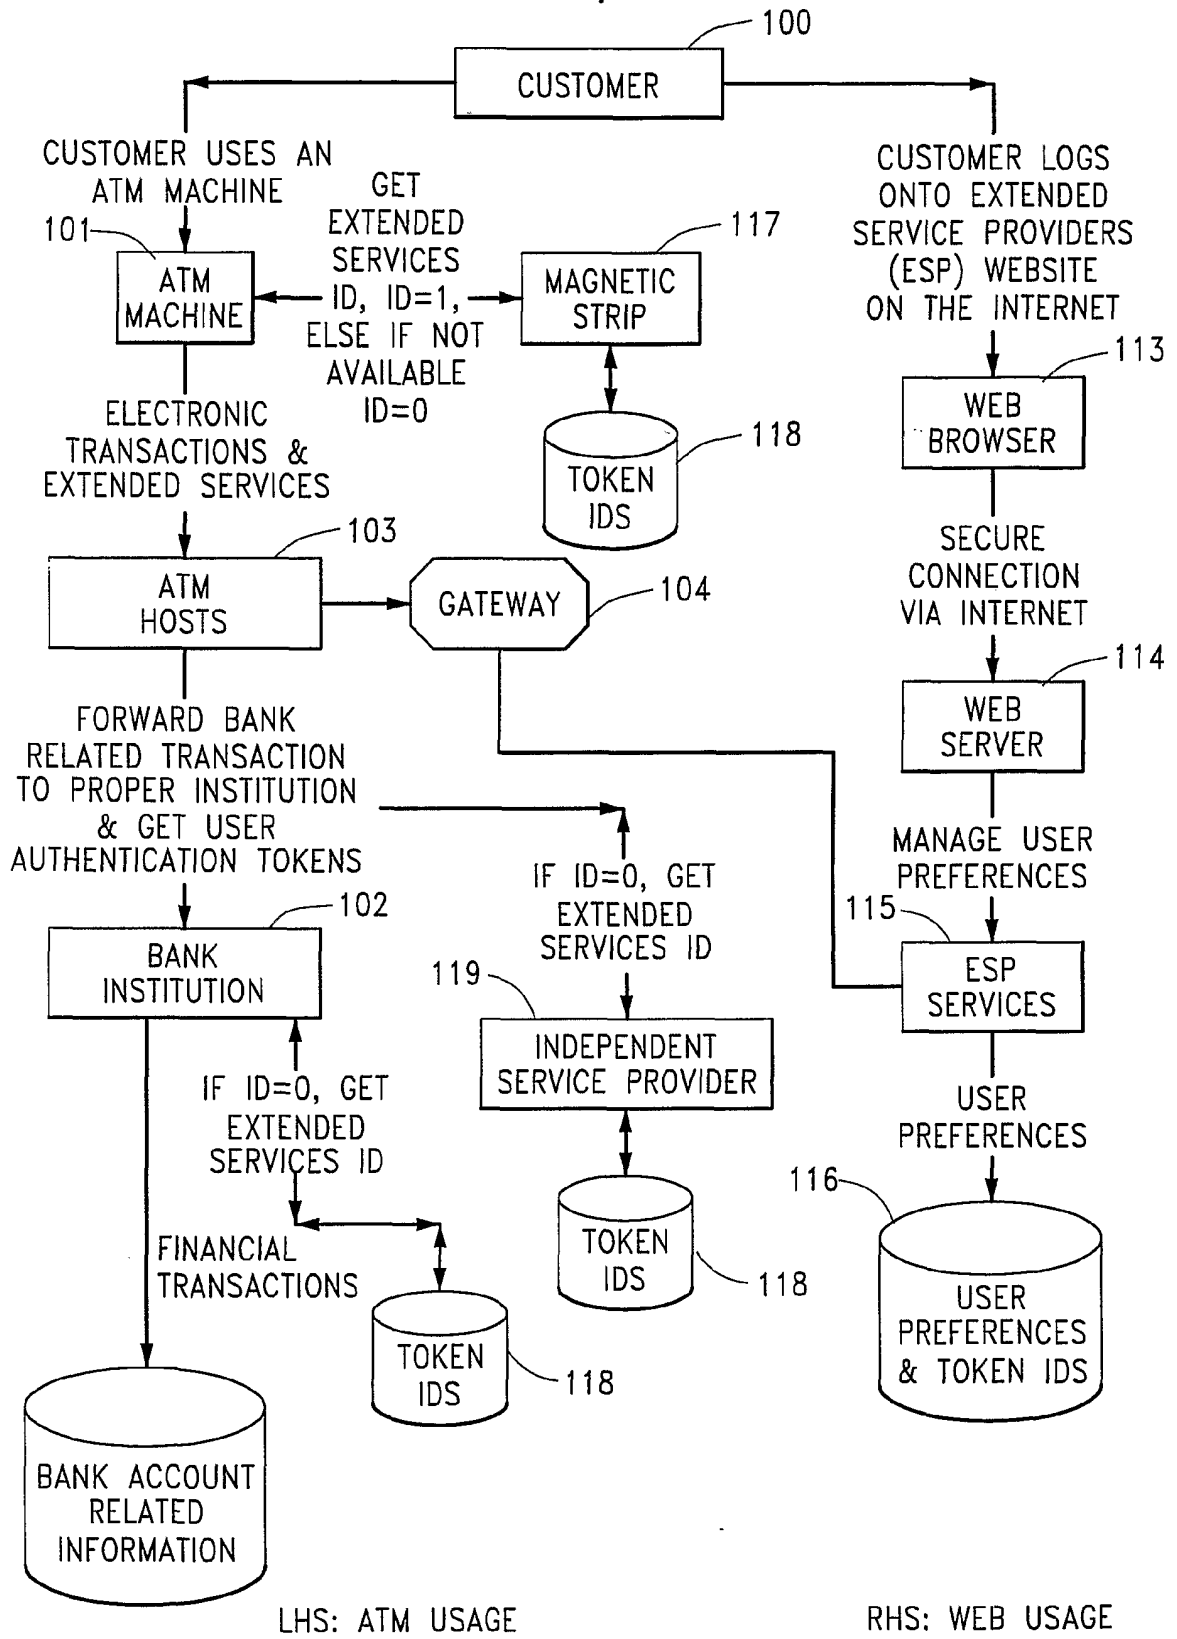 100
CUSTOMER
CUSTOMER USES AN
ATM MACHINE
GET
EXTENDED
SERVICES
ID, ID=1,
ELSE IF NOT
AVAILABLE
ID=0
101
ATM
MACHINE
117
MAGNETIC
STRIP
118
TOKEN
IDS
CUSTOMER LOGS
ONTO EXTENDED
SERVICE PROVIDERS
(ESP) WEBSITE
ON THE INTERNET
113
WEB
BROWSER
ELECTRONIC
TRANSACTIONS &
EXTENDED SERVICES
103
ATM
HOSTS
GATEWAY
104
SECURE
CONNECTION
VIA INTERNET
114
WEB
SERVER
FORWARD BANK
RELATED TRANSACTION
TO PROPER INSTITUTION
& GET USER
AUTHENTICATION TOKENS
MANAGE USER
PREFERENCES
102
BANK
INSTITUTION
IF ID=0, GET
EXTENDED
SERVICES ID
115
ESP
SERVICES
119
INDEPENDENT
SERVICE PROVIDER
IF ID=0, GET
EXTENDED
SERVICES ID
USER
PREFERENCES
116
TOKEN
IDS
118
FINANCIAL
TRANSACTIONS
TOKEN
IDS
118
USER
PREFERENCES
& TOKEN IDS
BANK ACCOUNT
RELATED
INFORMATION
LHS: ATM USAGE
RHS: WEB USAGE